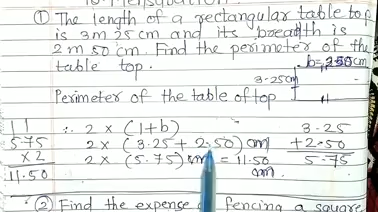 ① The length of a rectangular table top
is 3m 25 cm and its breadth is
2 m 50 cm. Find the perimeter of the
table top.
b=2.50cm
3.25cm
Perimeter of the table of top
∴ 2 × (l+b)
2 × (3.25 + 2.50) cm
2 × (5.75) cm = 11.50
cm.
11
5.75
×2
11.50
3.25
+2.50
5.75
② Find the expense of fencing a square